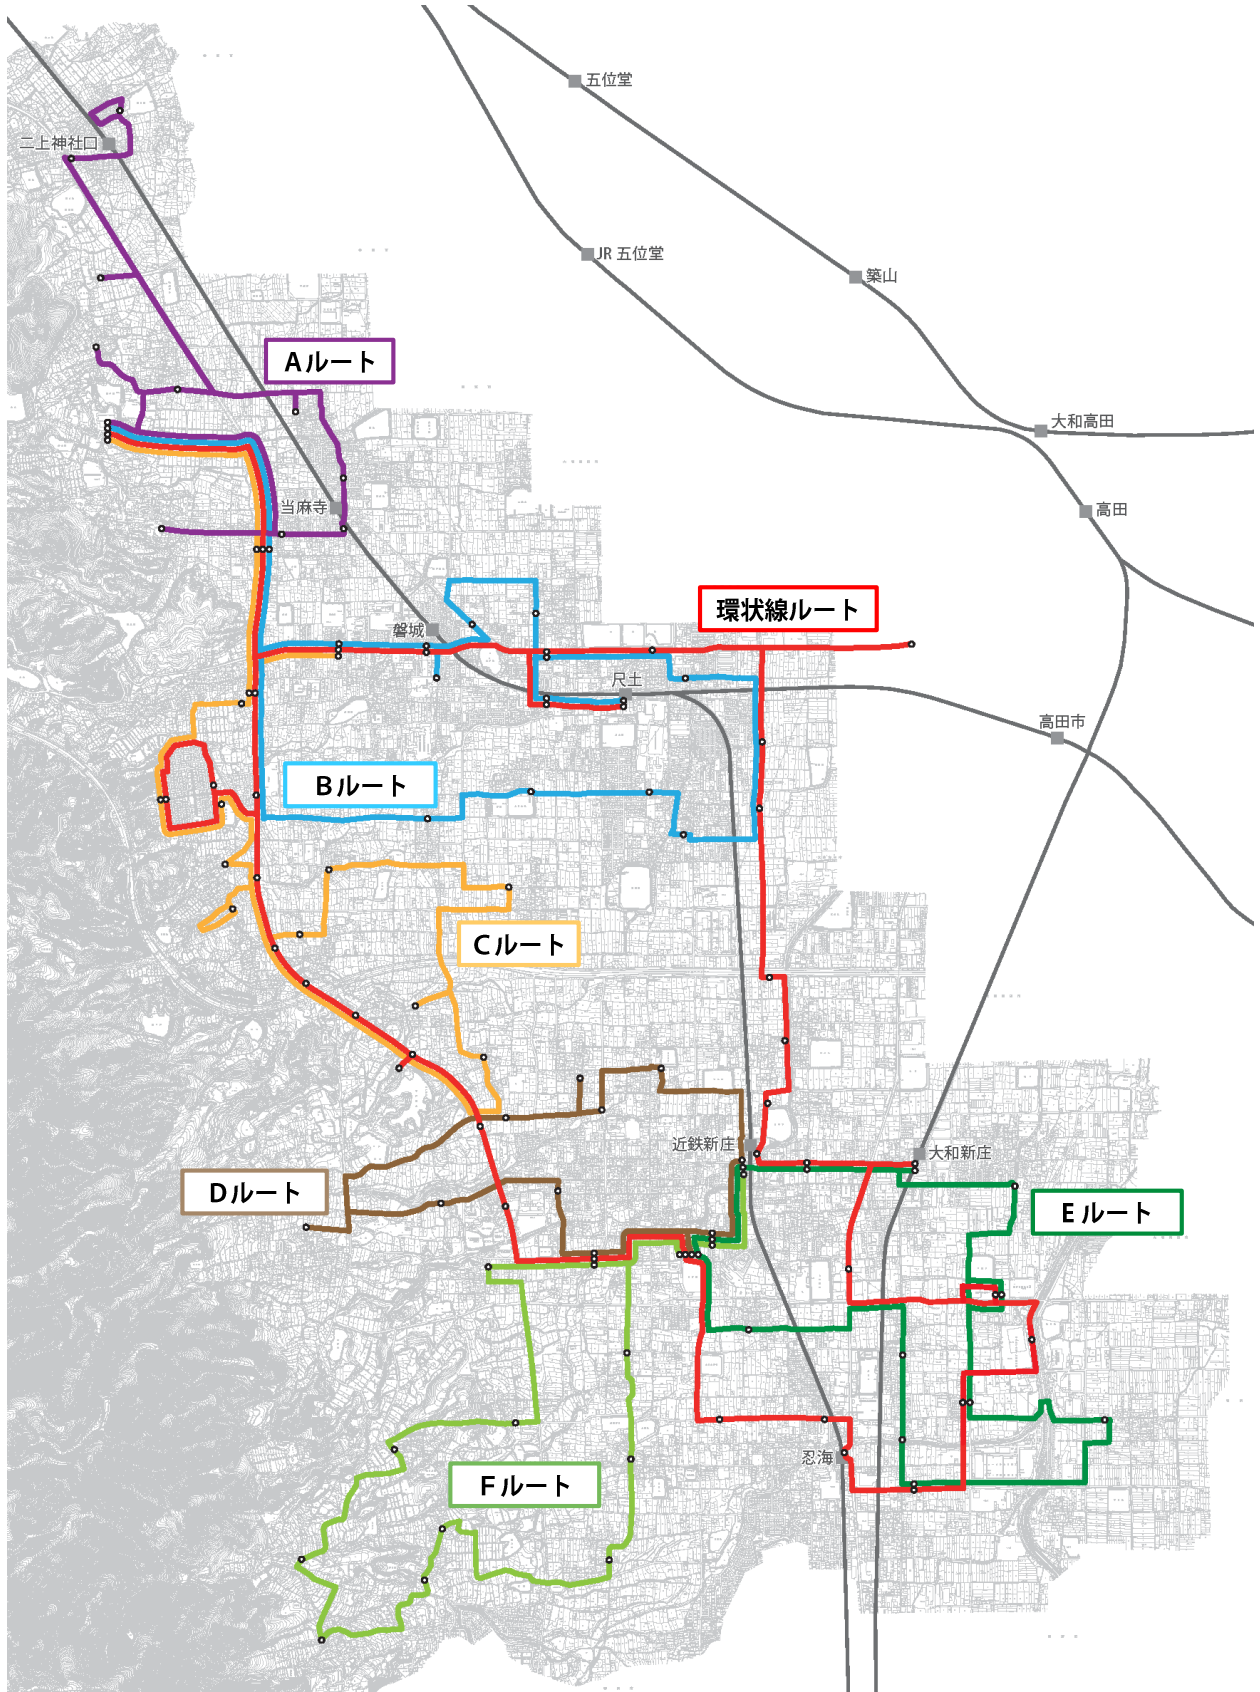 五位堂
二上神社口
JR 五位堂
築山
Aルート
大和高田
当麻寺
高田
環状線ルート
磐城
尺土
高田市
Bルート
Cルート
近鉄新庄
大和新庄
Dルート
Eルート
忍海
Fルート